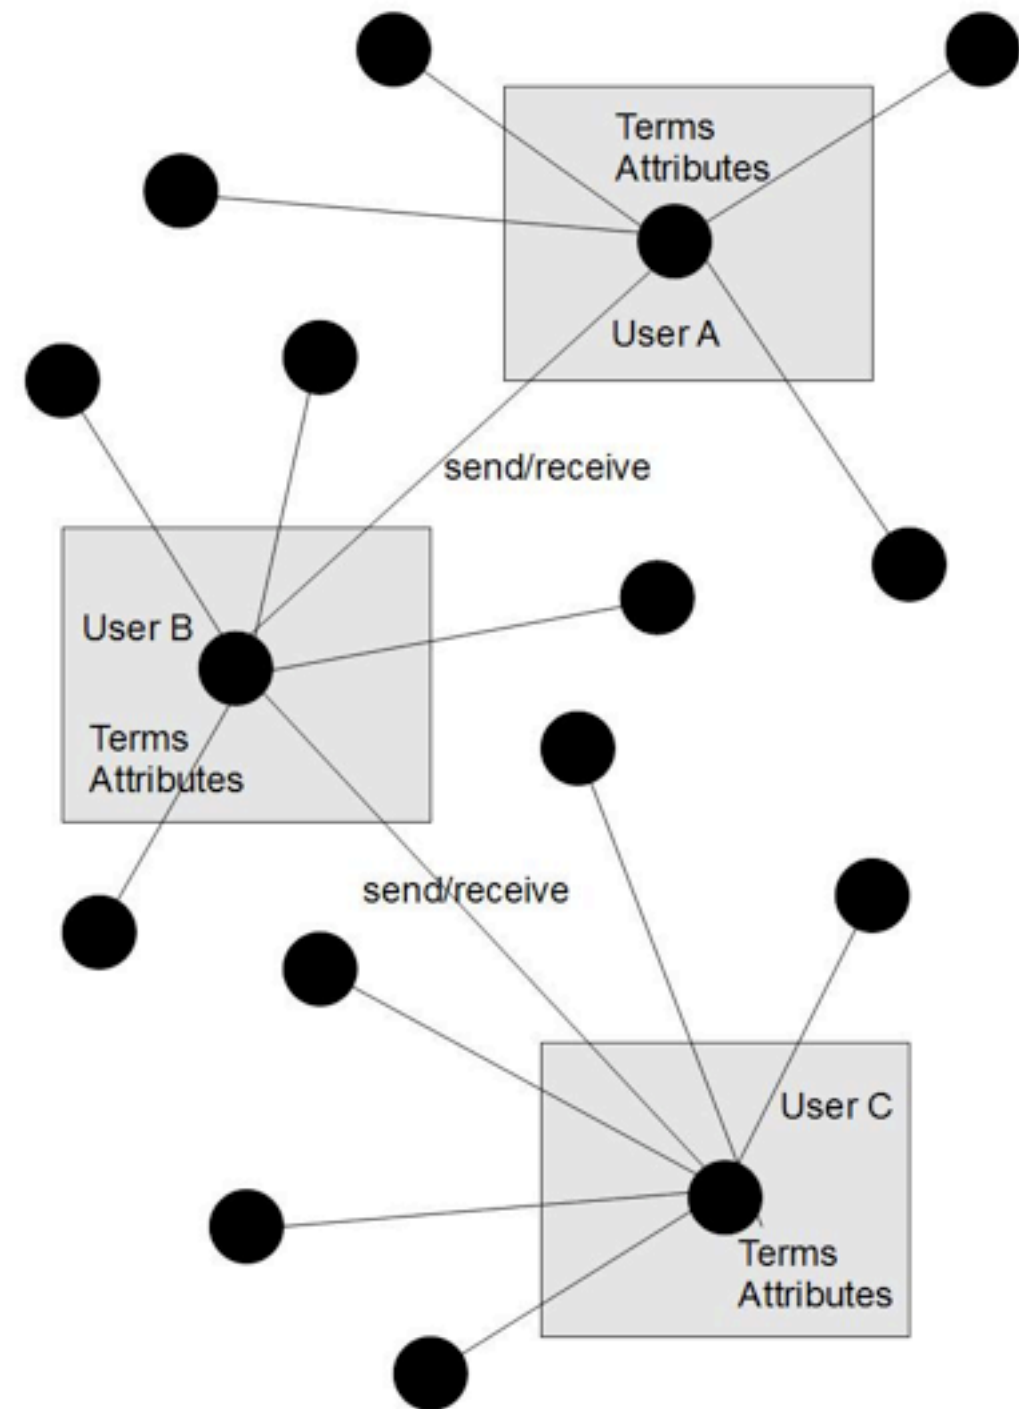 Terms
Attributes
User A
send/receive
User B
Terms
Attributes
send/receive
User C
Terms
Attributes